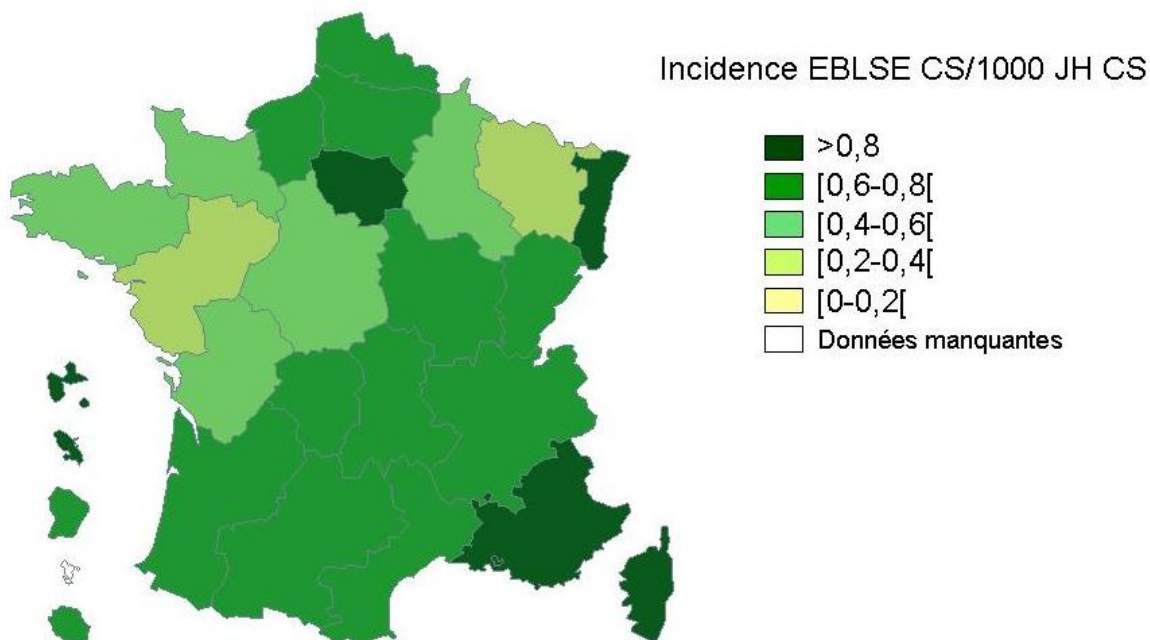 Incidence EBLSE CS/1000 JH CS
>0,8
[0,6-0,8[
[0,4-0,6[
[0,2-0,4[
[0-0,2[
Données manquantes